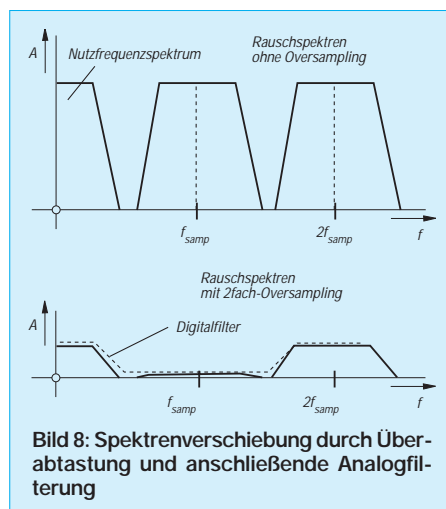 A
Nutzfrequenzspektrum
Rauschspektren
ohne Oversampling
f samp
2f samp
f
Rauschspektren
mit 2fach-Oversampling
A
Digitalfilter
f samp
2f samp
f
Bild 8: Spektrenverschiebung durch Über-
abtastung und anschließende Analogfil-
terung